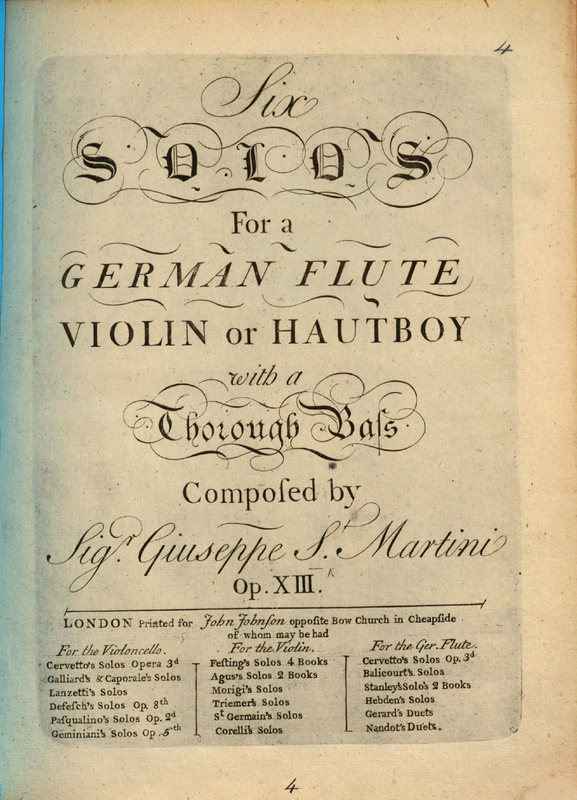 4
Six
SOLOS
For a
GERMAN FLUTE
VIOLIN or HAUTBOY
with a
Thorough Baſs
Compoſed by
Sigr. Giuseppe St. Martini
Op. XIII.
LONDON Printed for John Johnſon oppoſite Bow Church in Cheapſide
of whom may be had
For the Violoncello.
Cervetto's Solos Opera 3d
Galliard's & Caporale's Solos
Lanzetti's Solos
Defeſch's Solos Op. 8th
Paſqualino's Solos Op. 2d
Geminiani's Solos Op. 5th
For the Violin.
Feſting's Solos 4 Books
Agus's Solos 2 Books
Morigi's Solos
Triemer's Solos
St Germain's Solos
Corelli's Solos
For the Ger. Flute.
Cervetto's Solos Op. 3d
Balicourt's Solos
Stanley's Solo's 2 Books
Hebden's Solos
Gerard's Duets
Nandot's Duets.
4